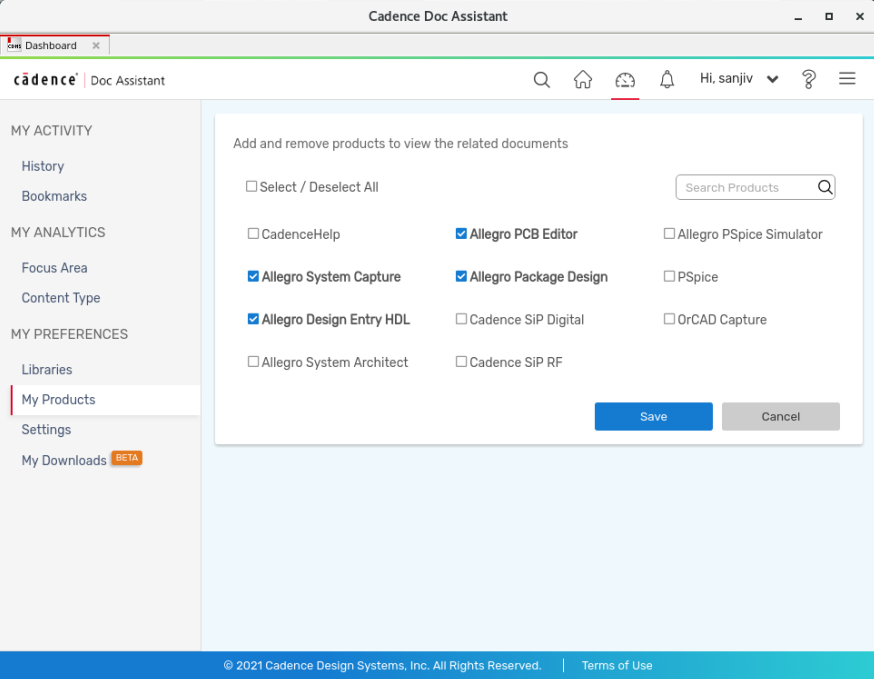 Cadence Doc Assistant
Dashboard
cādence Doc Assistant
Hi, sanjiv
MY ACTIVITY
History
Bookmarks
MY ANALYTICS
Focus Area
Content Type
MY PREFERENCES
Libraries
My Products
Settings
My Downloads BETA
Add and remove products to view the related documents
Select / Deselect All
Search Products
CadenceHelp Allegro PCB Editor Allegro PSpice Simulator
Allegro System Capture Allegro Package Design PSpice
Allegro Design Entry HDL Cadence SiP Digital OrCAD Capture
Allegro System Architect Cadence SiP RF
Save Cancel
© 2021 Cadence Design Systems, Inc. All Rights Reserved. Terms of Use